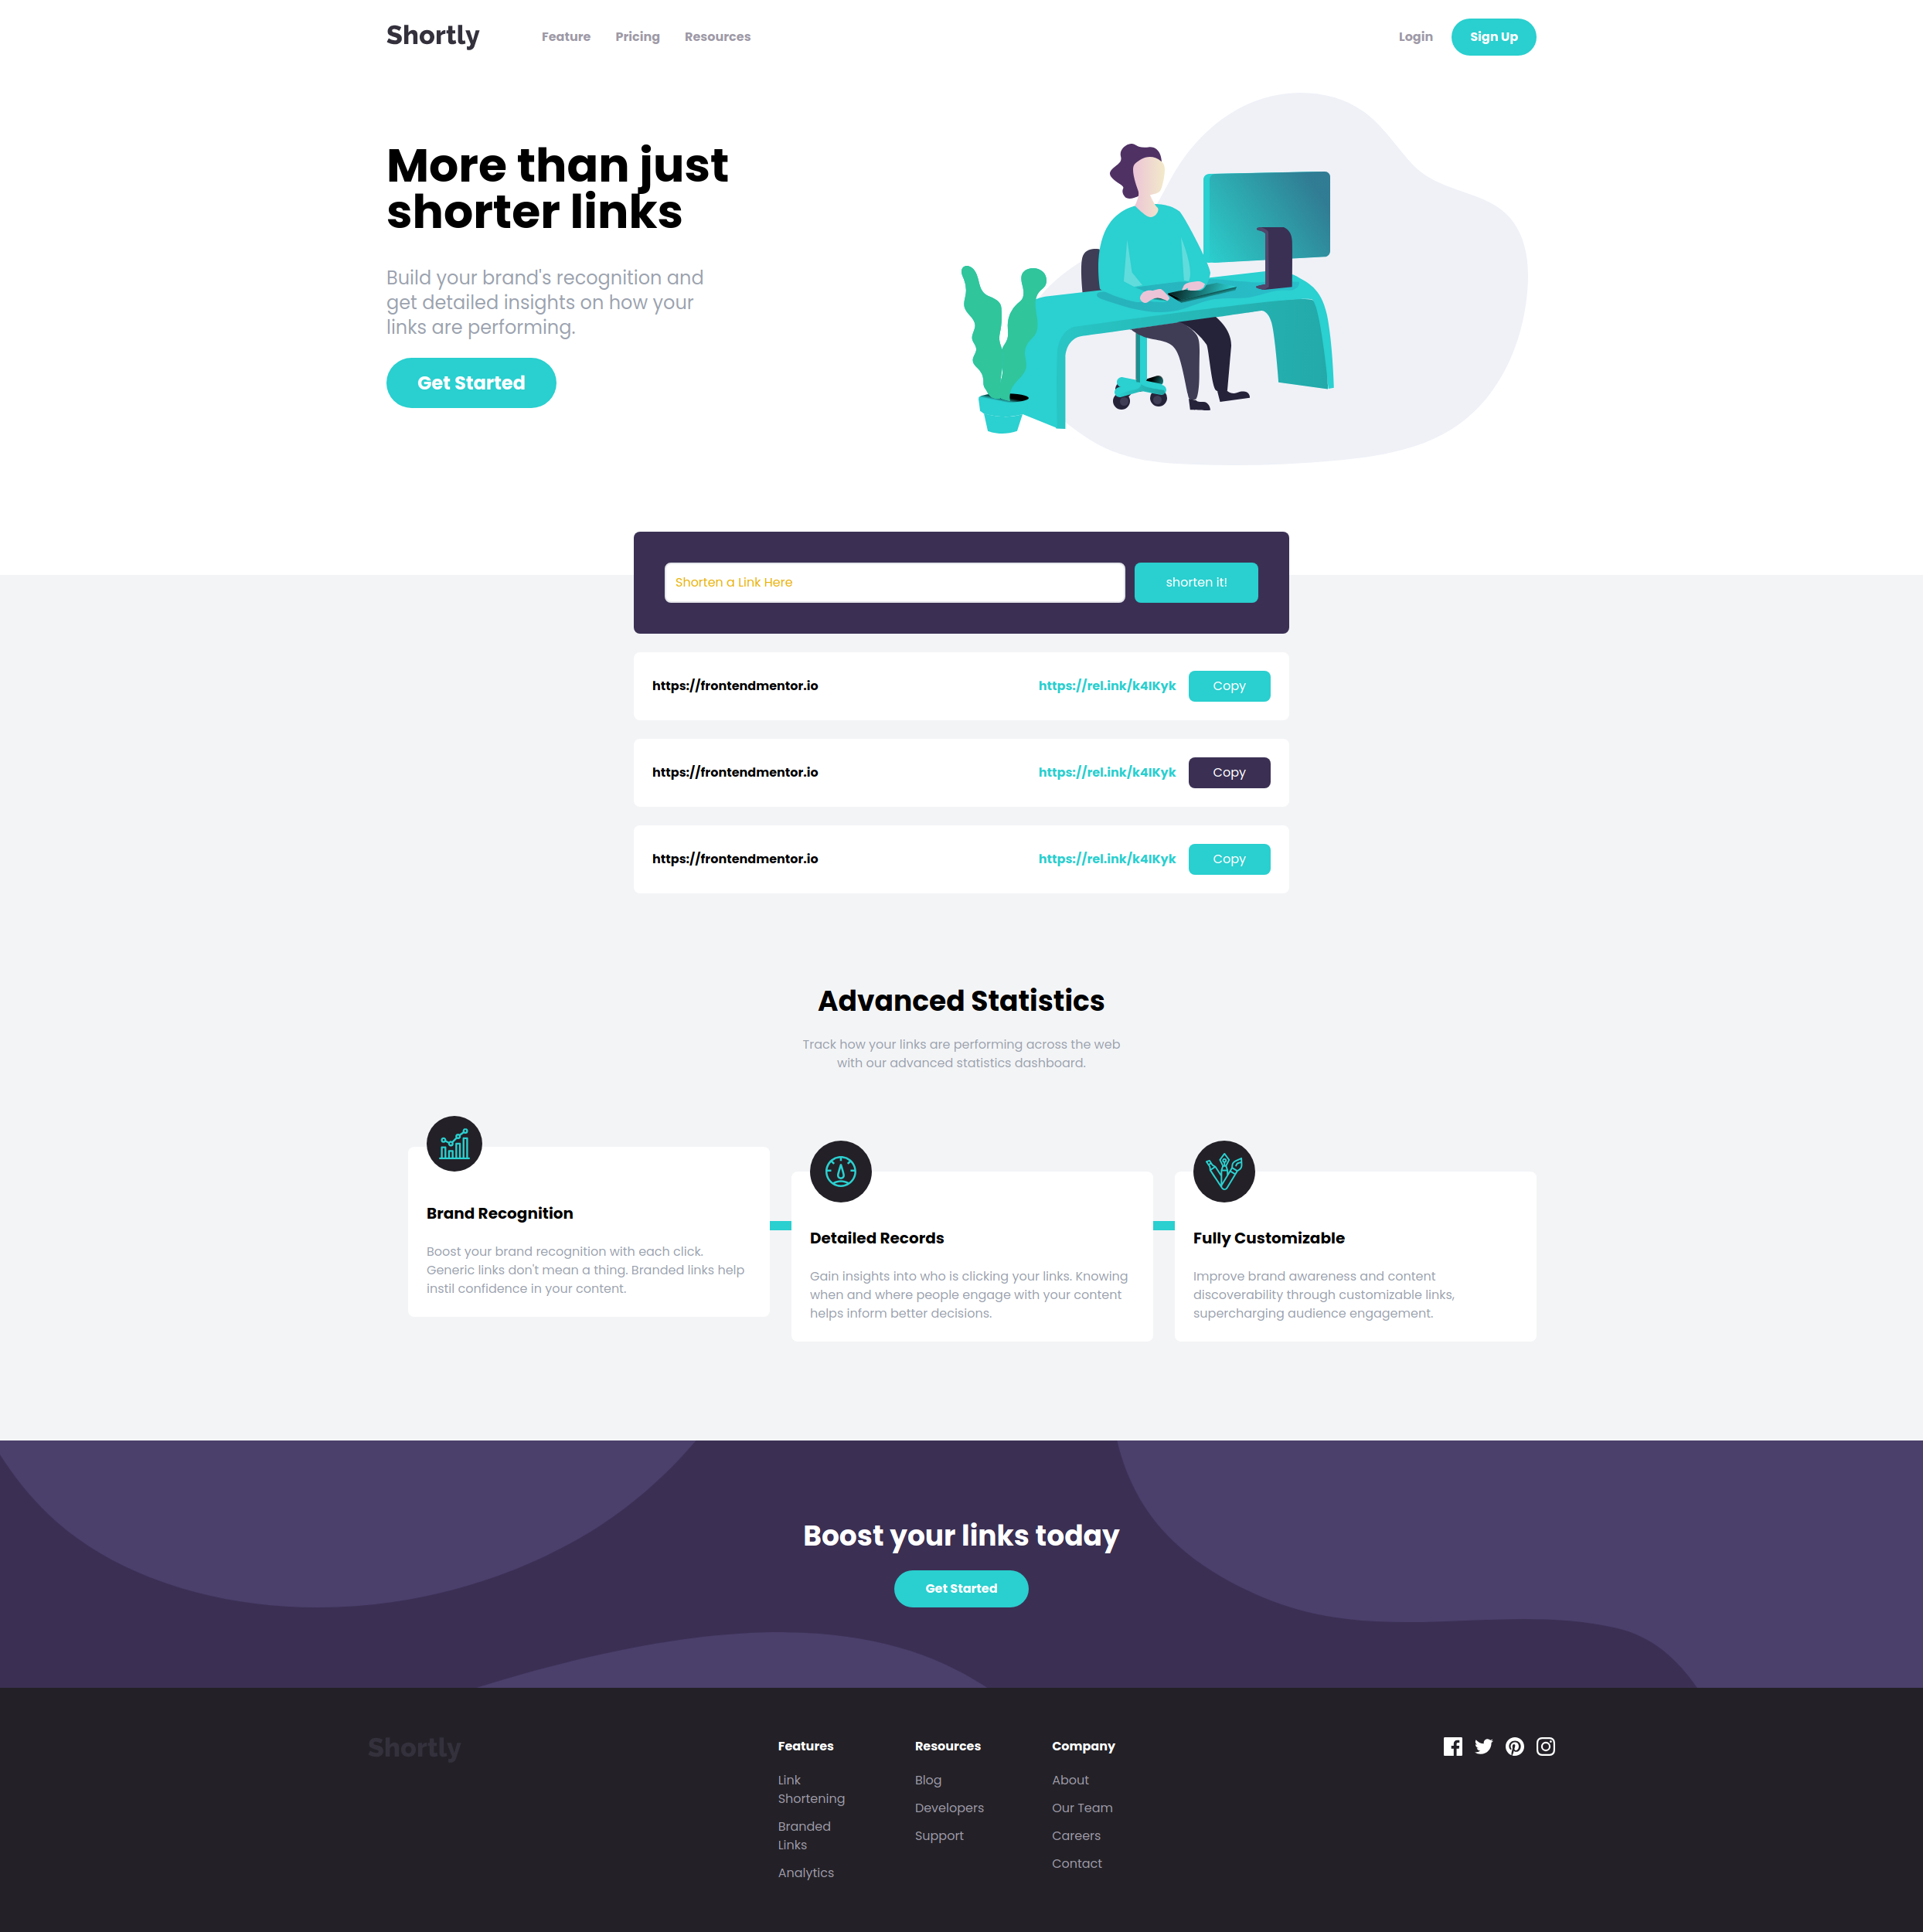 Shortly
Feature
Pricing
Resources
Login
Sign Up
More than just
shorter links
Build your brand's recognition and
get detailed insights on how your
links are performing.
Get Started
Shorten a Link Here
shorten it!
https://frontendmentor.io
https://rel.ink/k4IKyk
Copy
https://frontendmentor.io
https://rel.ink/k4IKyk
Copy
https://frontendmentor.io
https://rel.ink/k4IKyk
Copy
Advanced Statistics
Track how your links are performing across the web
with our advanced statistics dashboard.
Brand Recognition
Boost your brand recognition with each click.
Generic links don't mean a thing. Branded links help
instil confidence in your content.
Detailed Records
Gain insights into who is clicking your links. Knowing
when and where people engage with your content
helps inform better decisions.
Fully Customizable
Improve brand awareness and content
discoverability through customizable links,
supercharging audience engagement.
Boost your links today
Get Started
Shortly
Features
Link
Shortening
Branded
Links
Analytics
Resources
Blog
Developers
Support
Company
About
Our Team
Careers
Contact